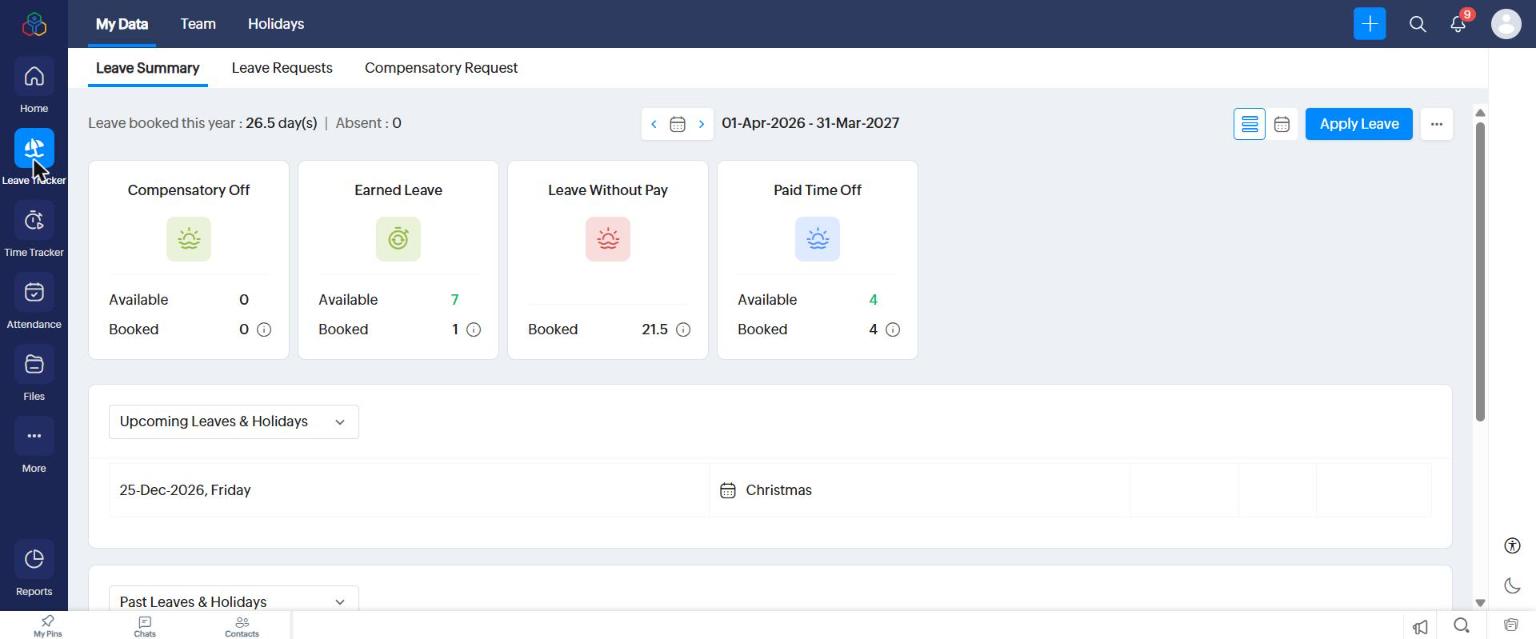 My Data Team Holidays
9
Leave Summary Leave Requests Compensatory Request
Home
Leave Tracker
Time Tracker
Attendance
Files
More
Reports
Leave booked this year : 26.5 day(s) | Absent : 0
01-Apr-2026 - 31-Mar-2027
Apply Leave
Compensatory Off
Available 0
Booked 0
Earned Leave
Available 7
Booked 1
Leave Without Pay
Booked 21.5
Paid Time Off
Available 4
Booked 4
Upcoming Leaves & Holidays
25-Dec-2026, Friday Christmas
Past Leaves & Holidays
My Pins Chats Contacts